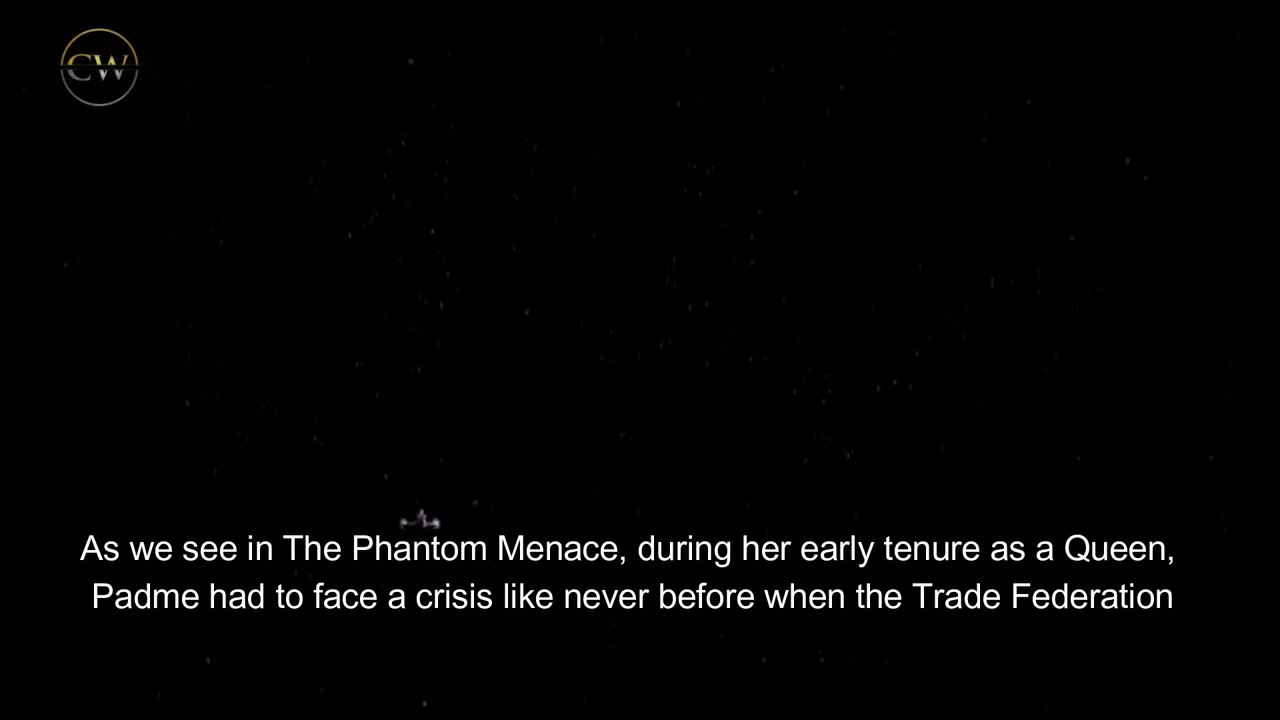 CW
As we see in The Phantom Menace, during her early tenure as a Queen,
Padme had to face a crisis like never before when the Trade Federation